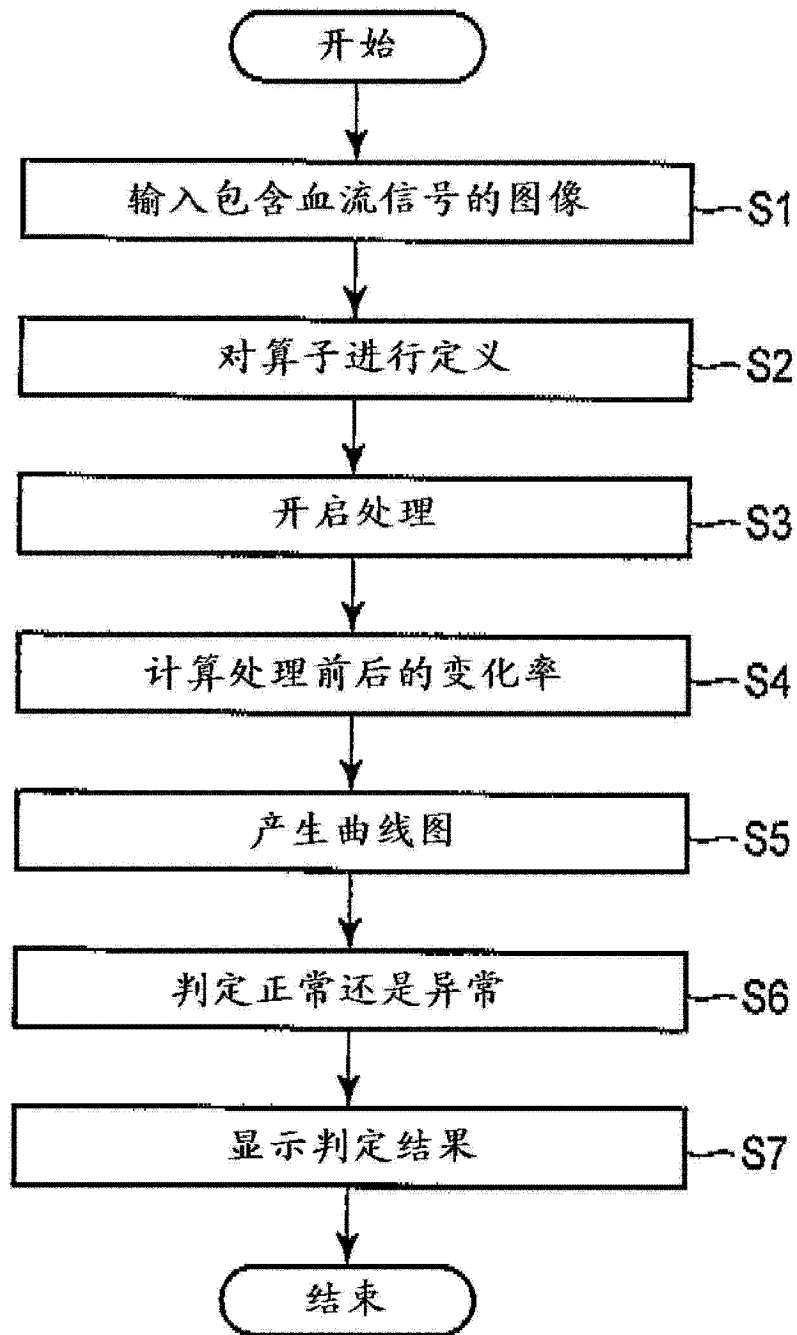 开始
输入包含血流信号的图像
S1
对算子进行定义
S2
开启处理
S3
计算处理前后的变化率
S4
产生曲线图
S5
判定正常还是异常
S6
显示判定结果
S7
结束